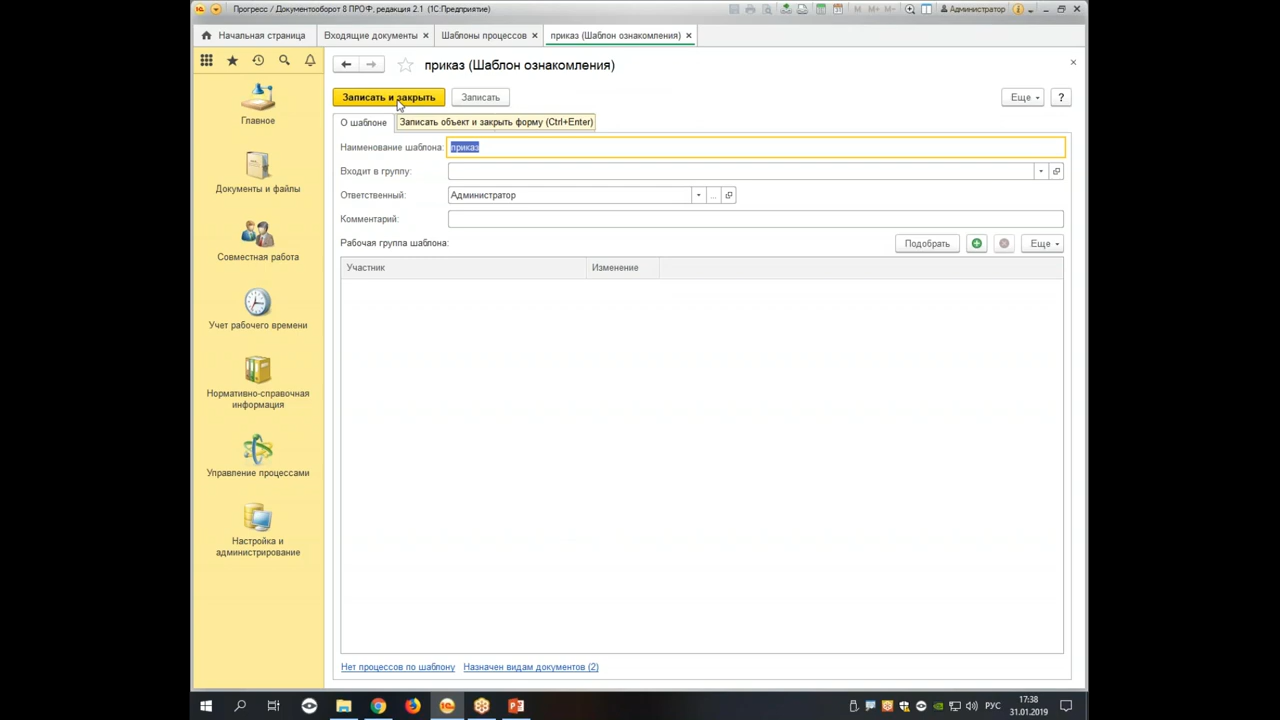 Прогресс / Документооборот 8 ПРОФ, редакция 2.1 (1С:Предприятие)
M M+ M-
Администратор
Начальная страница
Входящие документы
Шаблоны процессов
приказ (Шаблон ознакомления)
приказ (Шаблон ознакомления)
Записать и закрыть
Записать
Еще
?
О шаблоне
Записать объект и закрыть форму (Ctrl+Enter)
Наименование шаблона:
приказ
Входит в группу:
Ответственный:
Администратор
...
Комментарий:
Рабочая группа шаблона:
Подобрать
Еще
Участник
Изменение
Главное
Документы и файлы
Совместная работа
Учет рабочего времени
Нормативно-справочная
информация
Управление процессами
Настройка и
администрирование
Нет процессов по шаблону
Назначен видам документов (2)
РУС
17:38
31.01.2019